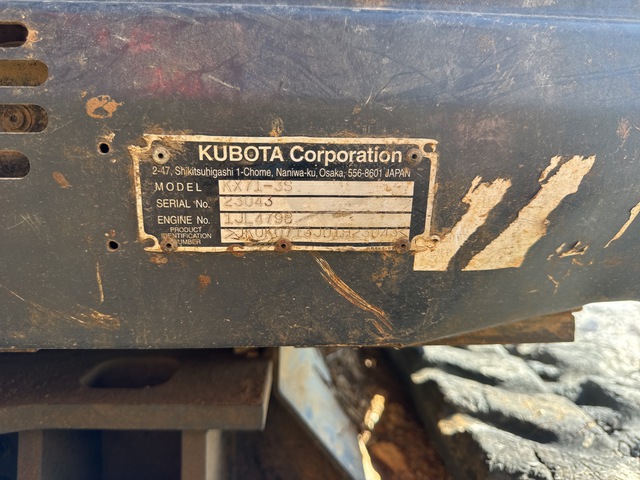 KUBOTA Corporation
2-47, Shikitsuhigashi 1-Chome, Naniwa-ku, Osaka, 556-8601 JAPAN
MODEL KX71-3S
SERIAL No. 23043
ENGINE No. 1JL4798
PRODUCT IDENTIFICATION NUMBER